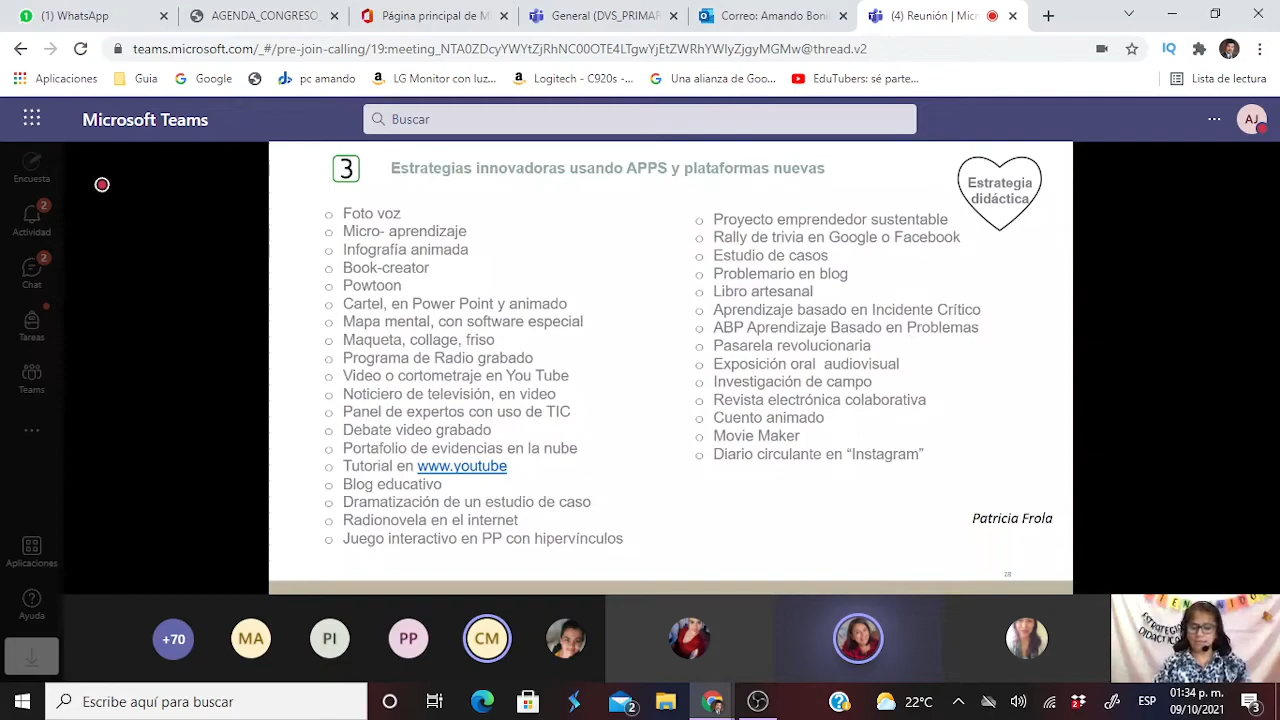 (1) WhatsApp
AGENDA_CONGRESO_
Página principal de M
General (DVS_PRIMAR
Correo: Amando Boni
(4) Reunión | Micr
teams.microsoft.com/_#/pre-join-calling/19:meeting_NTA0ZDcyYWYtZjRhNC00OTE4LTgwYjEtZWRhYWIyZjgyMGMw@thread.v2
IQ
Aplicaciones
Guia
Google
pc amando
LG Monitor con luz...
Logitech - C920s -...
Una alianza de Goo...
EduTubers: sé parte...
Lista de lectura
Microsoft Teams
Buscar
AJ
Encuesta
2
Actividad
2
Chat
Tareas
Teams
Aplicaciones
Ayuda
3
Estrategias innovadoras usando APPS y plataformas nuevas
Estrategia
didáctica
Foto voz
Micro- aprendizaje
Infografía animada
Book-creator
Powtoon
Cartel, en Power Point y animado
Mapa mental, con software especial
Maqueta, collage, friso
Programa de Radio grabado
Video o cortometraje en You Tube
Noticiero de televisión, en video
Panel de expertos con uso de TIC
Debate video grabado
Portafolio de evidencias en la nube
Tutorial en www.youtube
Blog educativo
Dramatización de un estudio de caso
Radionovela en el internet
Juego interactivo en PP con hipervínculos
Proyecto emprendedor sustentable
Rally de trivia en Google o Facebook
Estudio de casos
Problemario en blog
Libro artesanal
Aprendizaje basado en Incidente Crítico
ABP Aprendizaje Basado en Problemas
Pasarela revolucionaria
Exposición oral audiovisual
Investigación de campo
Revista electrónica colaborativa
Cuento animado
Movie Maker
Diario circulante en “Instagram”
Patricia Frola
28
+70
MA
PI
PP
CM
Escribe aquí para buscar
2
22°C
ESP
01:34 p. m.
09/10/2021
3